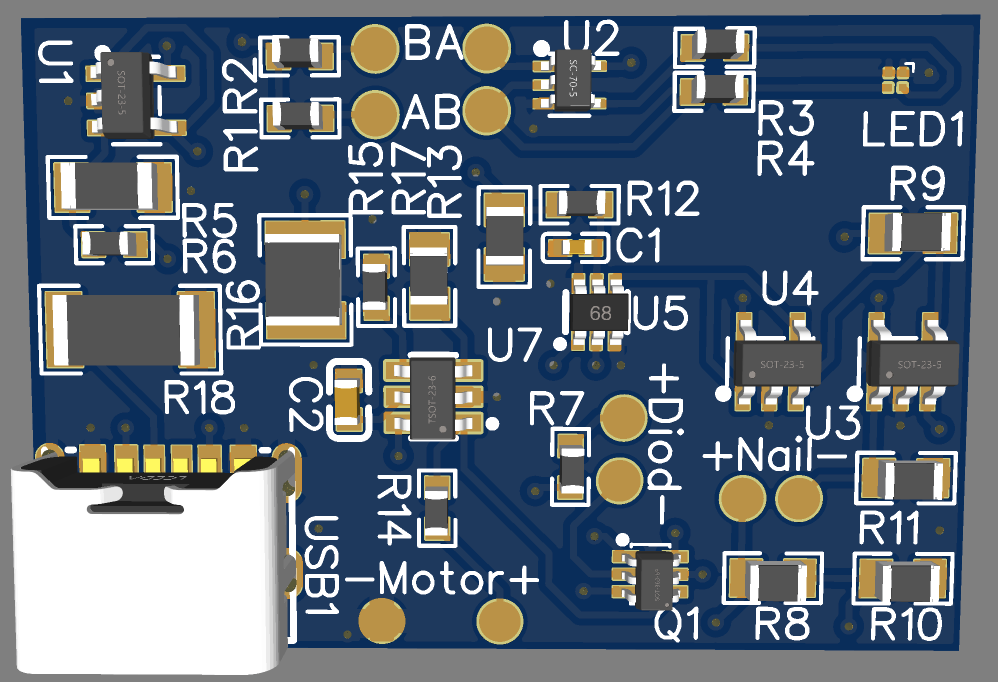 U1
SOT-23-5
R2
R1
BA
AB
U2
SC-70-5
R3
R4
LED1
R5
R6
R15
R17
R13
R12
C1
R9
R16
R18
68
U5
U4
U7
SOT-23-5
SOT-23-5
C2
TSOT-23-6
R7
+Diod-
U3
+Nail-
R14
R11
USB1
-Motor+
Q1
R8
R10